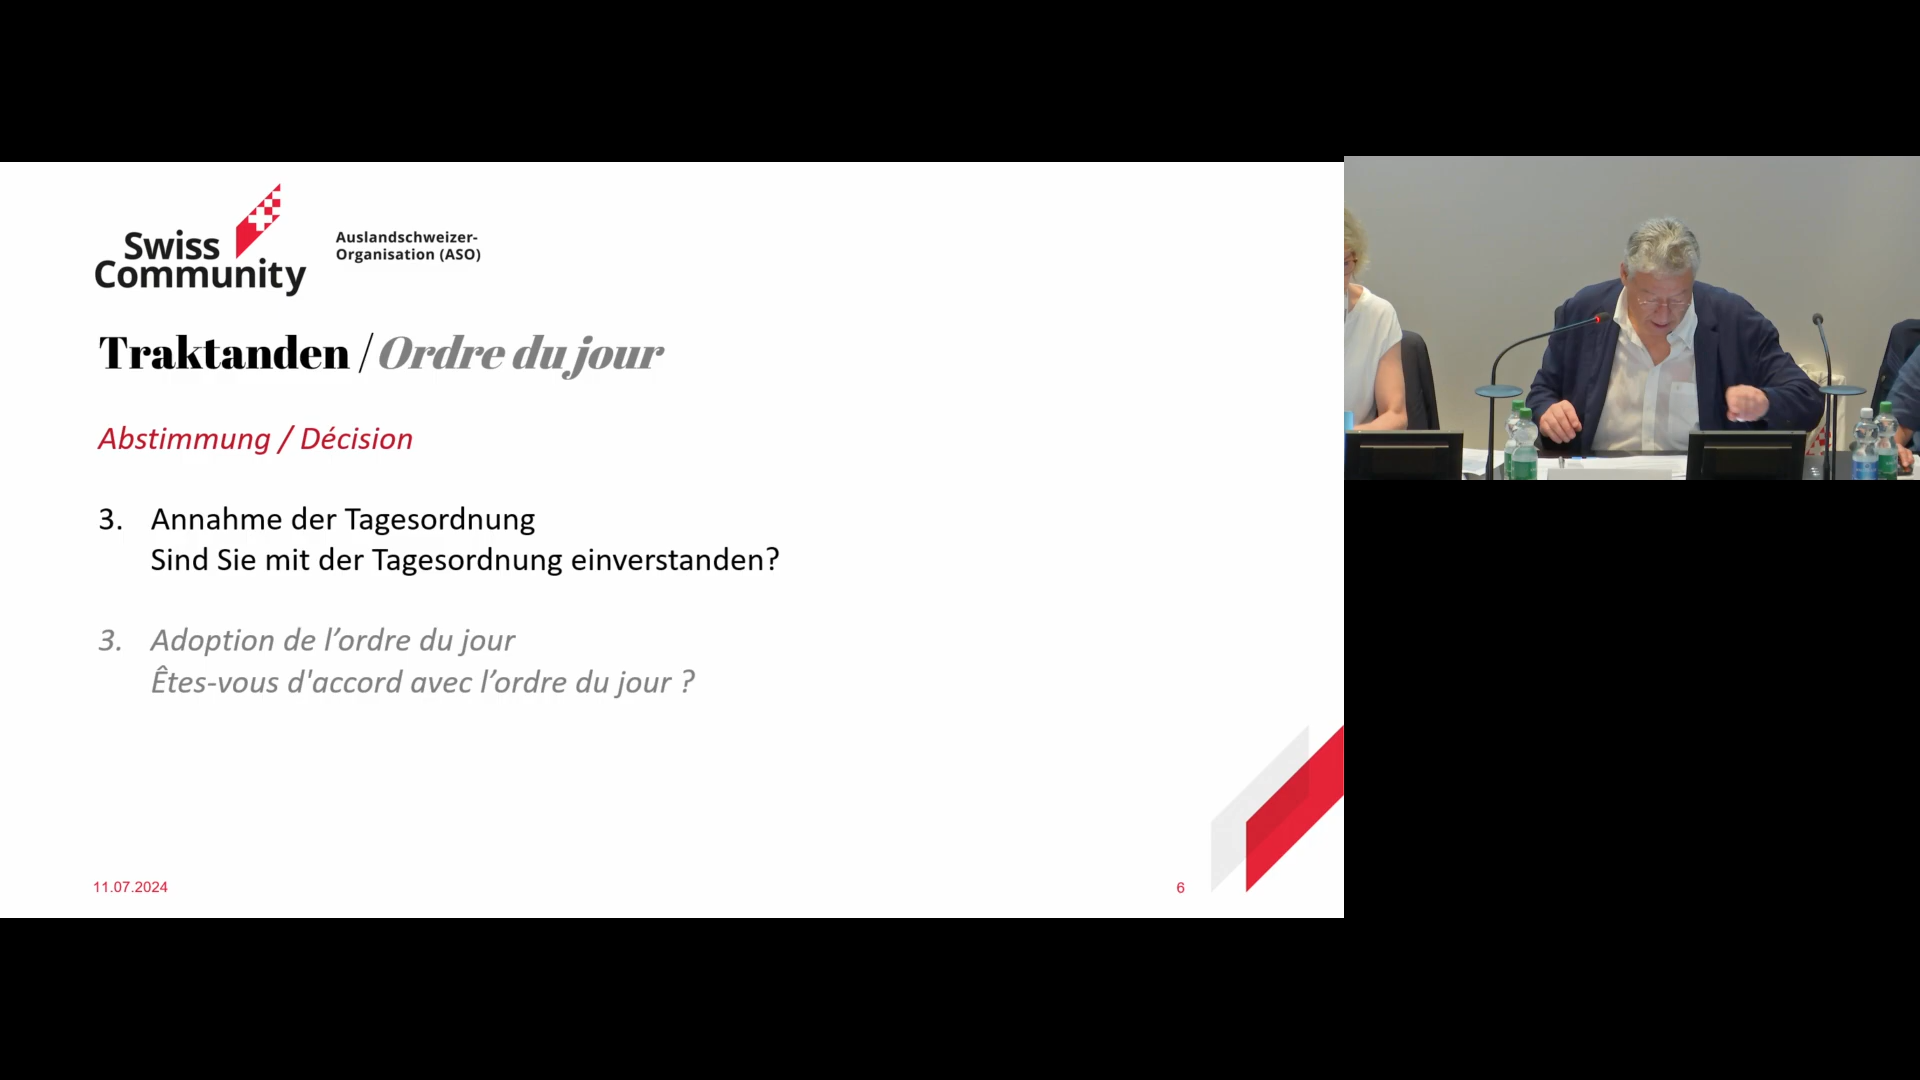 Swiss
Community
Auslandschweizer-
Organisation (ASO)
Traktanden / Ordre du jour
Abstimmung / Décision
3. Annahme der Tagesordnung
Sind Sie mit der Tagesordnung einverstanden?
3. Adoption de l’ordre du jour
Êtes-vous d'accord avec l’ordre du jour ?
11.07.2024
6